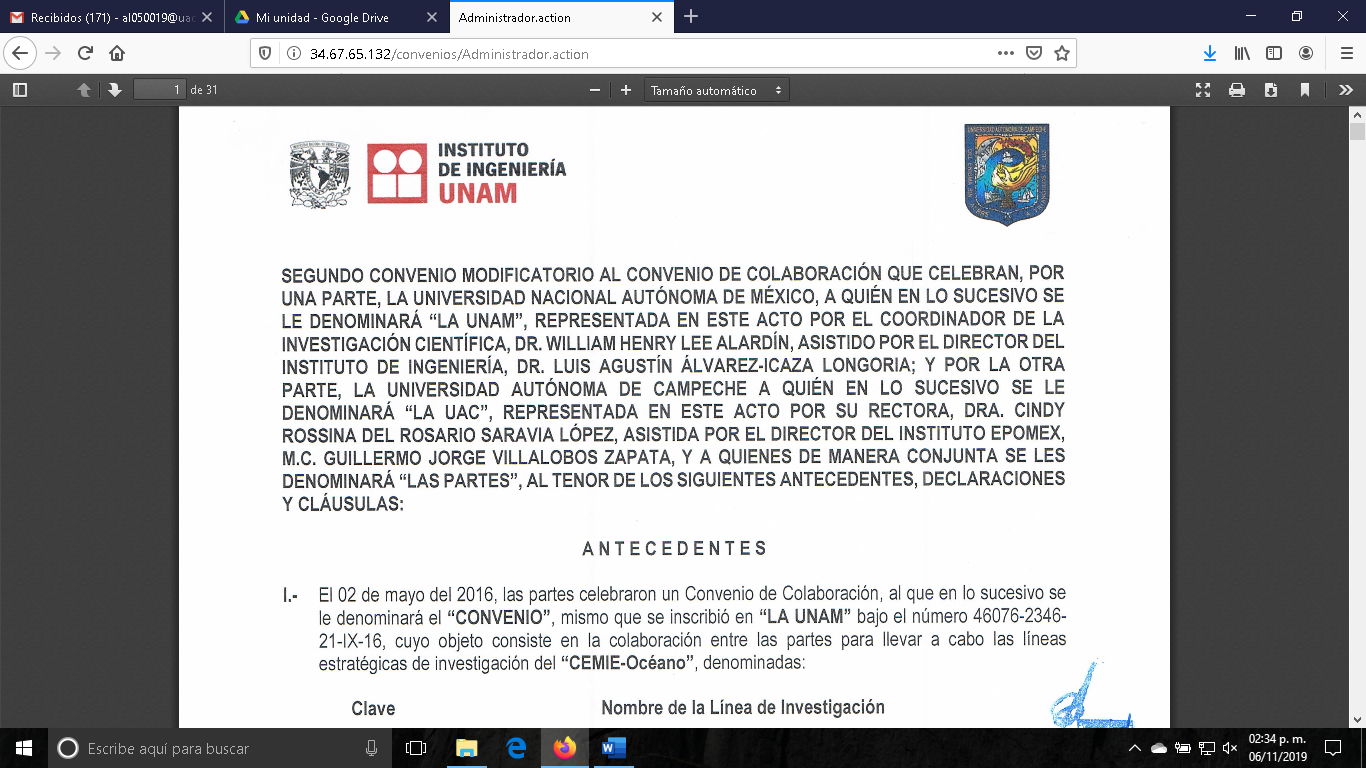 Recibidos (171) - al050019@uac
Mi unidad - Google Drive
Administrador.action
34.67.65.132/convenios/Administrador.action
1 de 31
Tamaño automático
INSTITUTO
DE INGENIERÍA
UNAM
SEGUNDO CONVENIO MODIFICATORIO AL CONVENIO DE COLABORACIÓN QUE CELEBRAN, POR
UNA PARTE, LA UNIVERSIDAD NACIONAL AUTÓNOMA DE MÉXICO, A QUIÉN EN LO SUCESIVO SE
LE DENOMINARÁ “LA UNAM”, REPRESENTADA EN ESTE ACTO POR EL COORDINADOR DE LA
INVESTIGACIÓN CIENTÍFICA, DR. WILLIAM HENRY LEE ALARDÍN, ASISTIDO POR EL DIRECTOR DEL
INSTITUTO DE INGENIERÍA, DR. LUIS AGUSTÍN ÁLVAREZ-ICAZA LONGORIA; Y POR LA OTRA
PARTE, LA UNIVERSIDAD AUTÓNOMA DE CAMPECHE A QUIÉN EN LO SUCESIVO SE LE
DENOMINARÁ “LA UAC”, REPRESENTADA EN ESTE ACTO POR SU RECTORA, DRA. CINDY
ROSSINA DEL ROSARIO SARAVIA LÓPEZ, ASISTIDA POR EL DIRECTOR DEL INSTITUTO EPOMEX,
M.C. GUILLERMO JORGE VILLALOBOS ZAPATA, Y A QUIENES DE MANERA CONJUNTA SE LES
DENOMINARÁ “LAS PARTES”, AL TENOR DE LOS SIGUIENTES ANTECEDENTES, DECLARACIONES
Y CLÁUSULAS:
ANTECEDENTES
I.- El 02 de mayo del 2016, las partes celebraron un Convenio de Colaboración, al que en lo sucesivo se
le denominará el “CONVENIO”, mismo que se inscribió en “LA UNAM” bajo el número 46076-2346-
21-IX-16, cuyo objeto consiste en la colaboración entre las partes para llevar a cabo las líneas
estratégicas de investigación del “CEMIE-Océano”, denominadas:
Clave Nombre de la Línea de Investigación
Escribe aquí para buscar
02:34 p. m.
06/11/2019